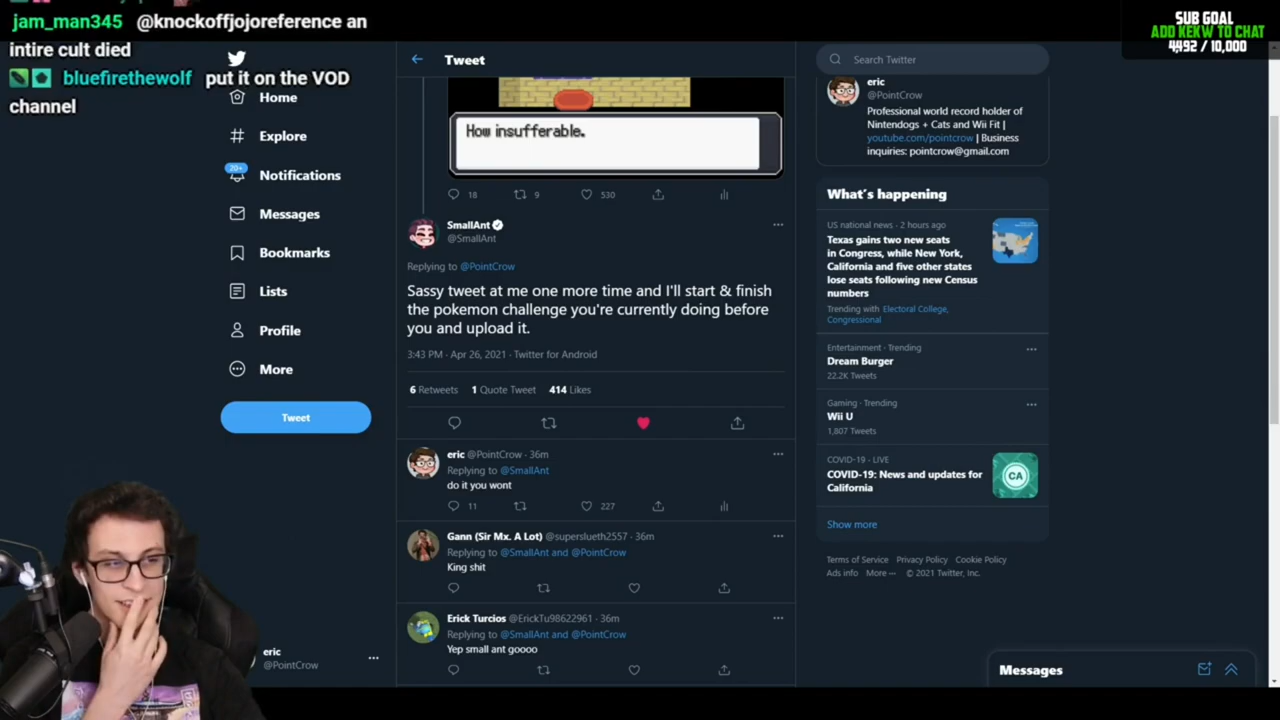 jam_man345 @knockoffjojoreference an
intire cult died
bluefirethewolf put it on the VOD
channel
SUB GOAL
ADD KEKW TO CHAT
4,492 / 10,000
Home
Explore
20+
Notifications
Messages
Bookmarks
Lists
Profile
More
Tweet
eric
@PointCrow
Tweet
How insufferable.
18 9 530
SmallAnt
@SmallAnt
Replying to @PointCrow
Sassy tweet at me one more time and I'll start & finish
the pokemon challenge you're currently doing before
you and upload it.
3:43 PM · Apr 26, 2021 · Twitter for Android
6 Retweets 1 Quote Tweet 414 Likes
eric @PointCrow · 36m
Replying to @SmallAnt
do it you wont
11 227
Gann (Sir Mx. A Lot) @superslueth2557 · 36m
Replying to @SmallAnt and @PointCrow
King shit
Erick Turcios @ErickTu98622961 · 36m
Replying to @SmallAnt and @PointCrow
Yep small ant goooo
Search Twitter
eric
@PointCrow
Professional world record holder of
Nintendogs + Cats and Wii Fit |
youtube.com/pointcrow | Business
inquiries: pointcrow@gmail.com
What's happening
US national news · 2 hours ago
Texas gains two new seats
in Congress, while New York,
California and five other states
lose seats following new Census
numbers
Trending with Electoral College,
Congressional
Entertainment · Trending
Dream Burger
22.2K Tweets
Gaming · Trending
Wii U
1,807 Tweets
COVID-19 · LIVE
COVID-19: News and updates for
California
CA
Show more
Terms of Service Privacy Policy Cookie Policy
Ads info More ··· © 2021 Twitter, Inc.
Messages